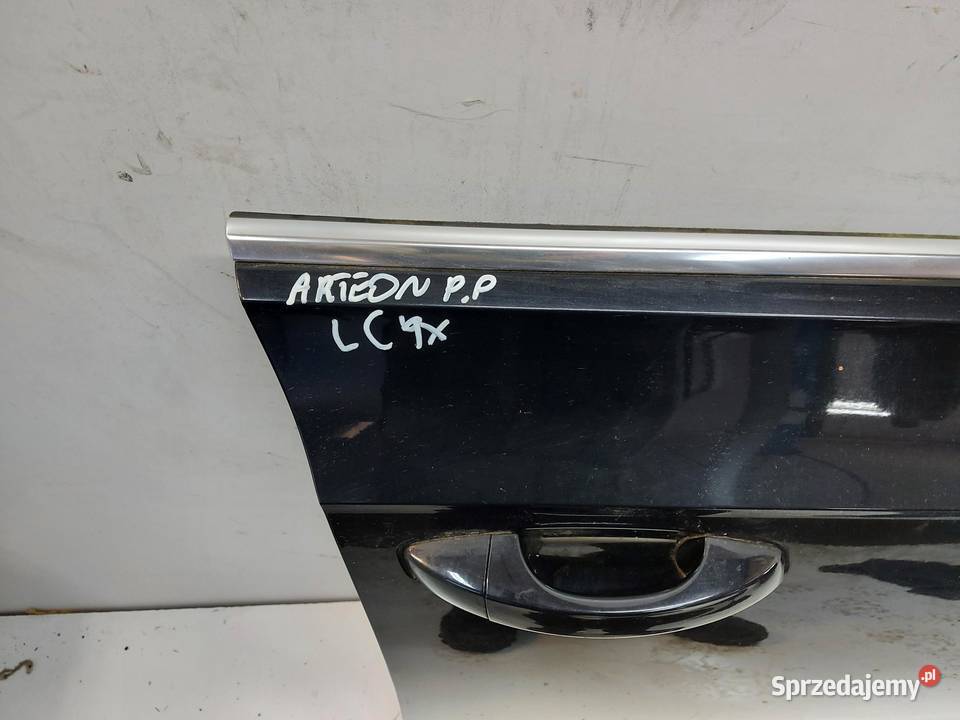 ARTEON P.P
LC9X
Sprzedajemy.pl